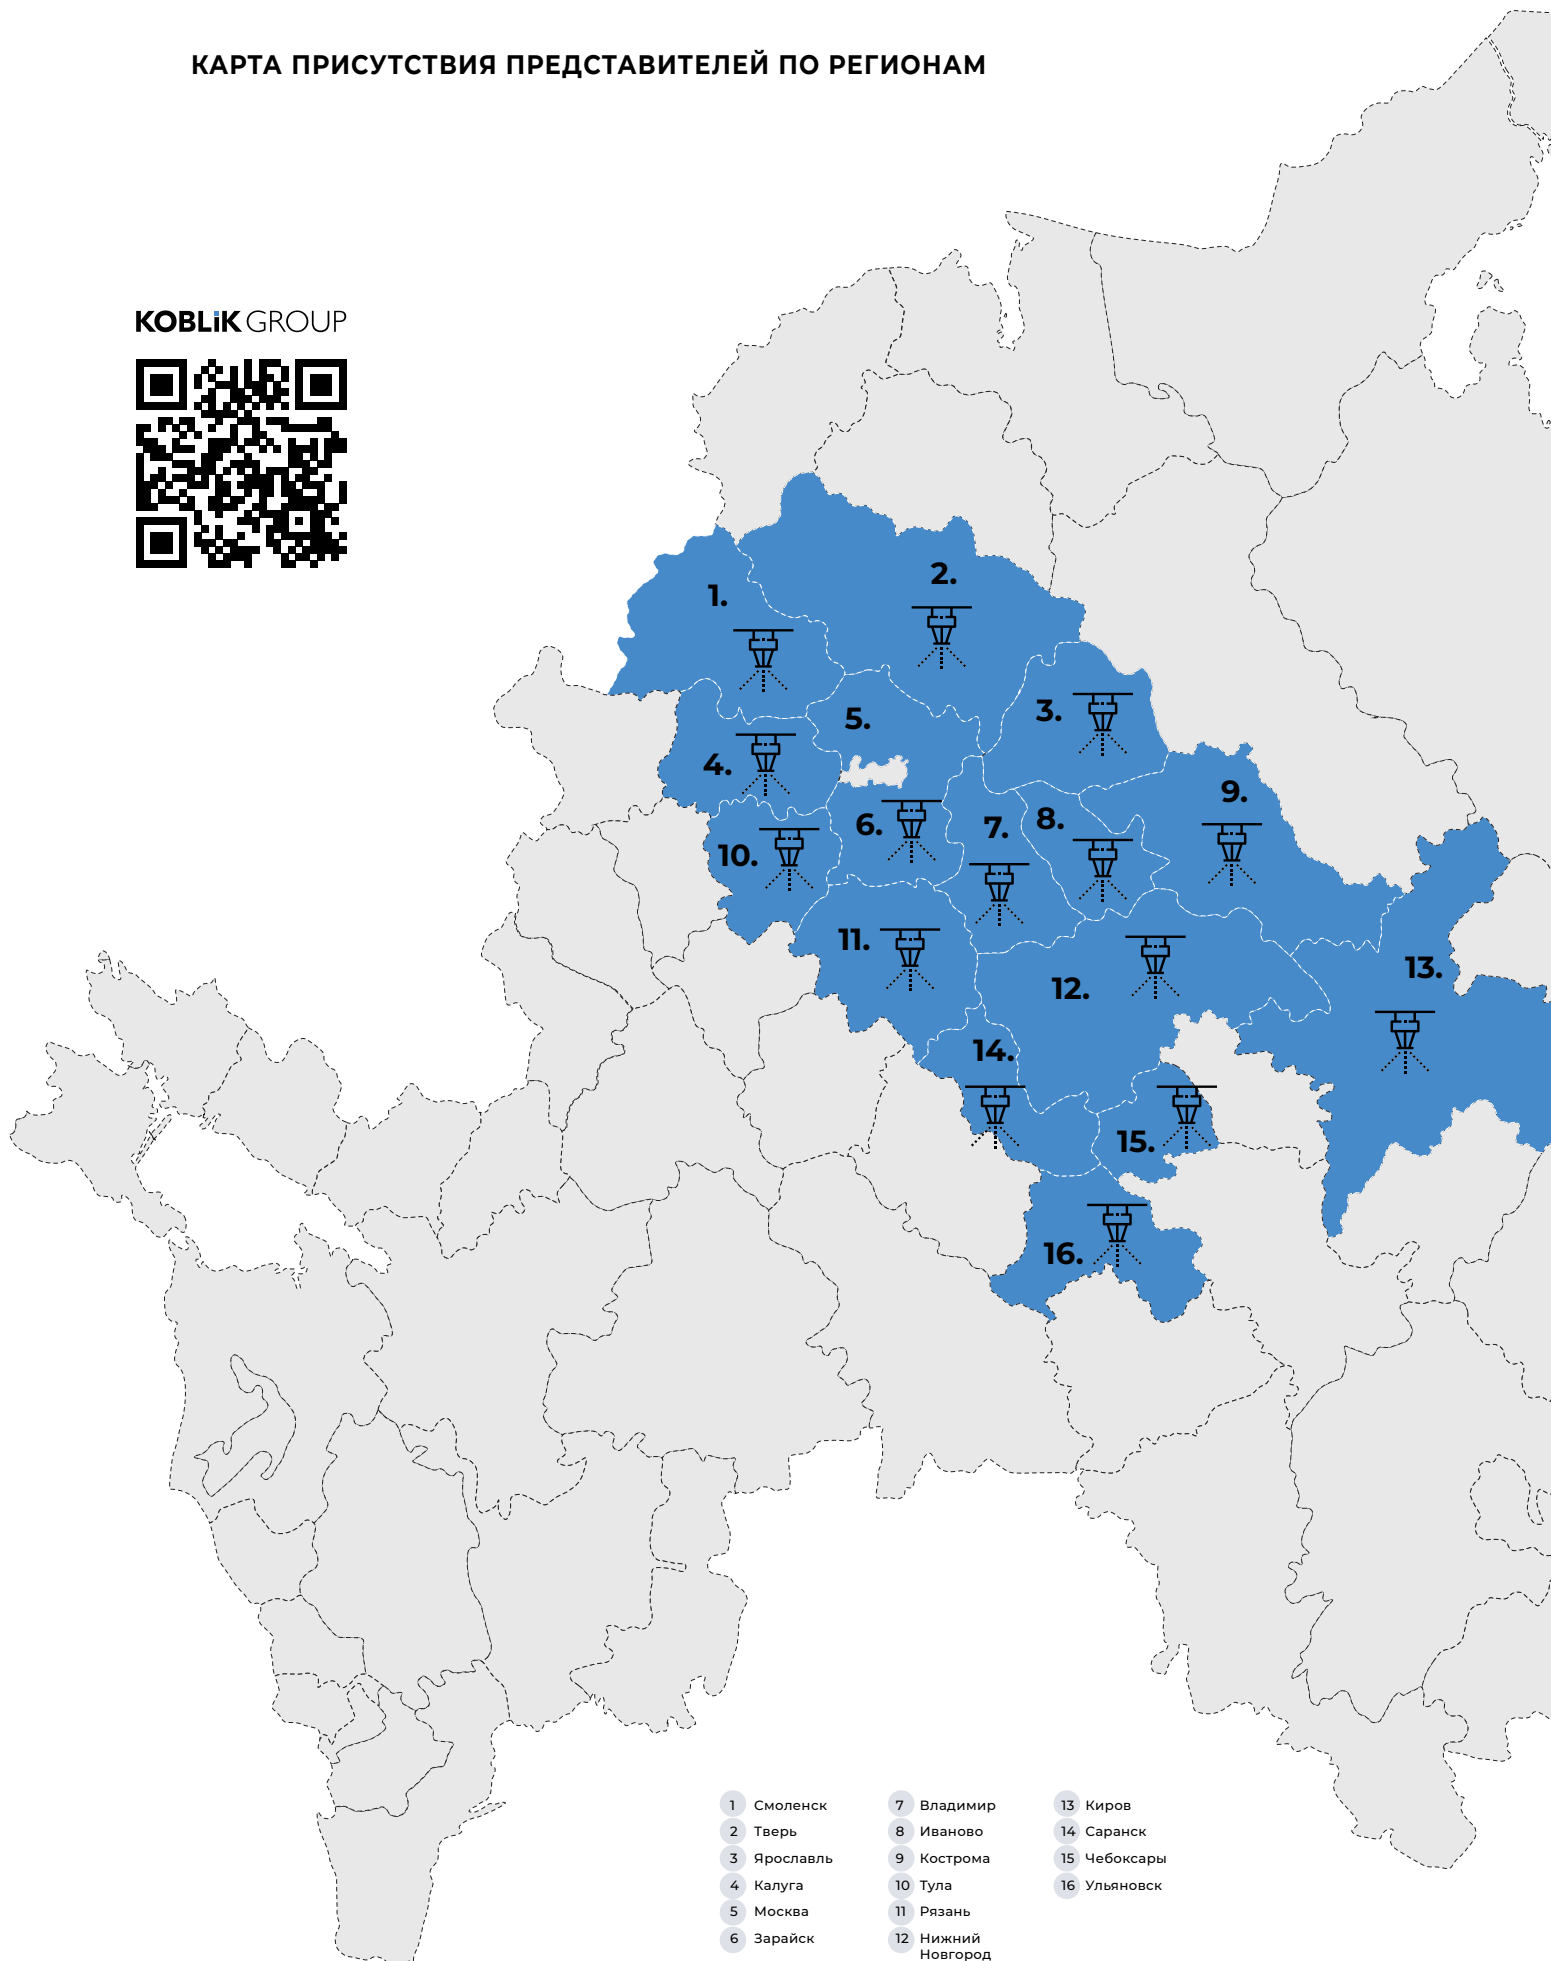 КАРТА ПРИСУТСТВИЯ ПРЕДСТАВИТЕЛЕЙ ПО РЕГИОНАМ
KOBLiK GROUP
1.
2.
3.
4.
5.
6.
7.
8.
9.
10.
11.
12.
13.
14.
15.
16.
1 Смоленск
2 Тверь
3 Ярославль
4 Калуга
5 Москва
6 Зарайск
7 Владимир
8 Иваново
9 Кострома
10 Тула
11 Рязань
12 Нижний
Новгород
13 Киров
14 Саранск
15 Чебоксары
16 Ульяновск